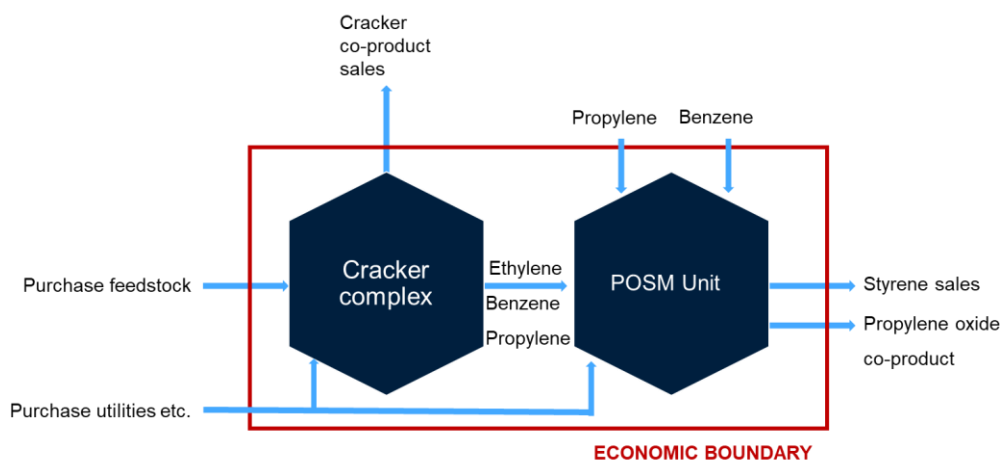 Cracker
co-product
sales
Propylene
Benzene
Cracker
complex
Ethylene
Benzene
Propylene
POSM Unit
Purchase feedstock
Styrene sales
Propylene oxide
co-product
Purchase utilities etc.
ECONOMIC BOUNDARY